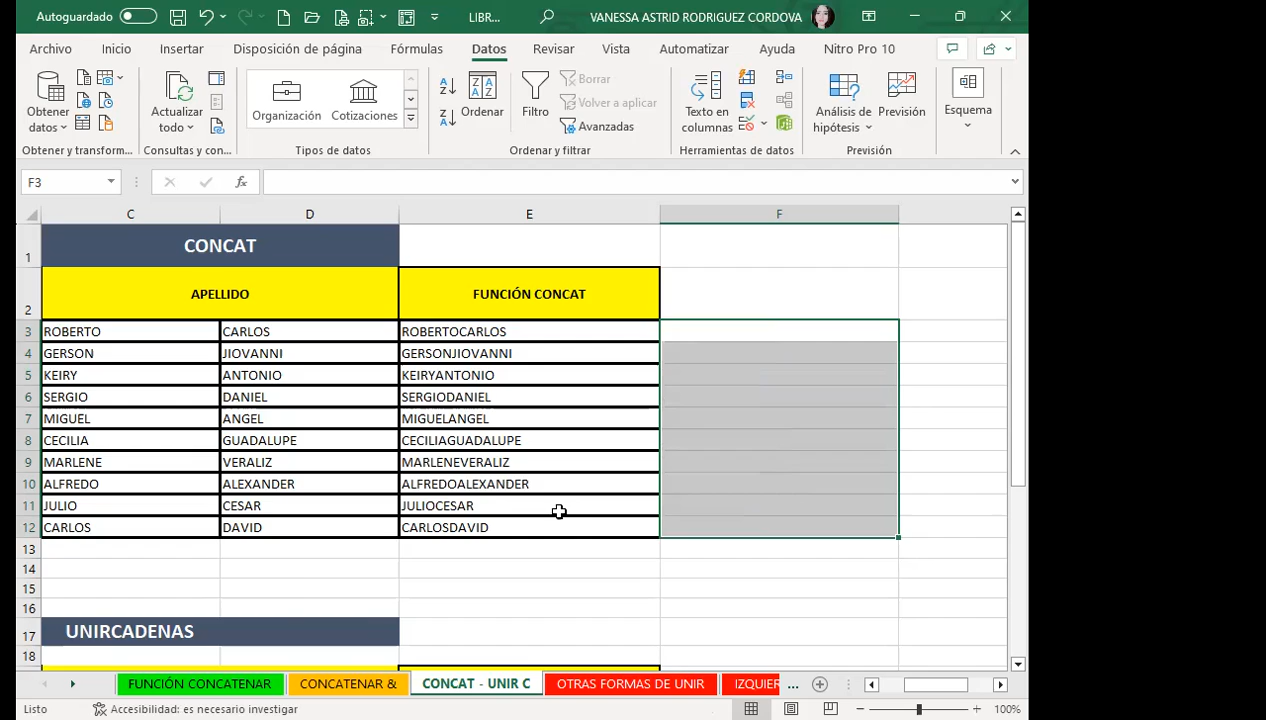 Autoguardado LIBR... VANESSA ASTRID RODRIGUEZ CORDOVA
Archivo Inicio Insertar Disposición de página Fórmulas Datos Revisar Vista Automatizar Ayuda Nitro Pro 10
Obtener datos
Actualizar todo
Organización Cotizaciones
Ordenar
Filtro
Borrar
Volver a aplicar
Avanzadas
Texto en columnas
Análisis de hipótesis
Previsión
Esquema
Obtener y transform... Consultas y con... Tipos de datos Ordenar y filtrar Herramientas de datos Previsión
F3 fx
C D E F
1 CONCAT
2 APELLIDO FUNCIÓN CONCAT
3 ROBERTO CARLOS ROBERTOCARLOS
4 GERSON JIOVANNI GERSONJIOVANNI
5 KEIRY ANTONIO KEIRYANTONIO
6 SERGIO DANIEL SERGIODANIEL
7 MIGUEL ANGEL MIGUELANGEL
8 CECILIA GUADALUPE CECILIAGUADALUPE
9 MARLENE VERALIZ MARLENEVERALIZ
10 ALFREDO ALEXANDER ALFREDOALEXANDER
11 JULIO CESAR JULIOCESAR
12 CARLOS DAVID CARLOSDAVID
13
14
15
16
17 UNIRCADENAS
18
FUNCIÓN CONCATENAR CONCATENAR & CONCAT - UNIR C OTRAS FORMAS DE UNIR IZQUIER ...
Listo Accesibilidad: es necesario investigar 100%